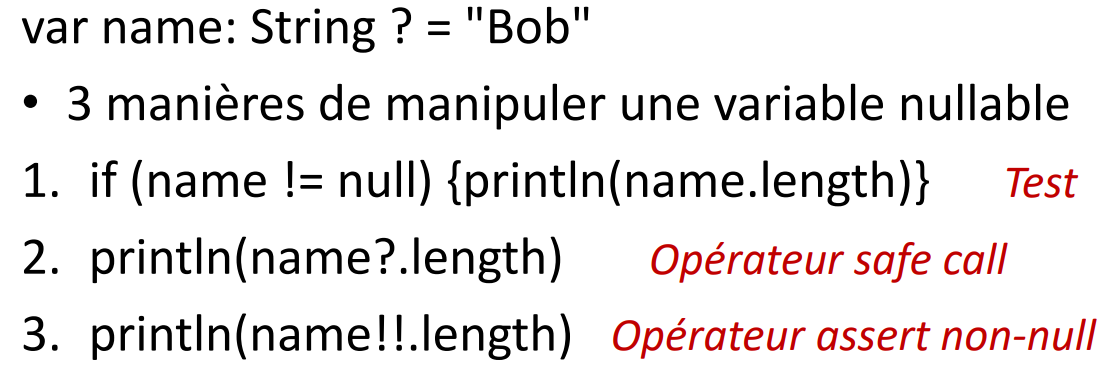 var name: String ? = "Bob"
• 3 manières de manipuler une variable nullable
1. if (name != null) {println(name.length)} Test
2. println(name?.length) Opérateur safe call
3. println(name!!.length) Opérateur assert non-null